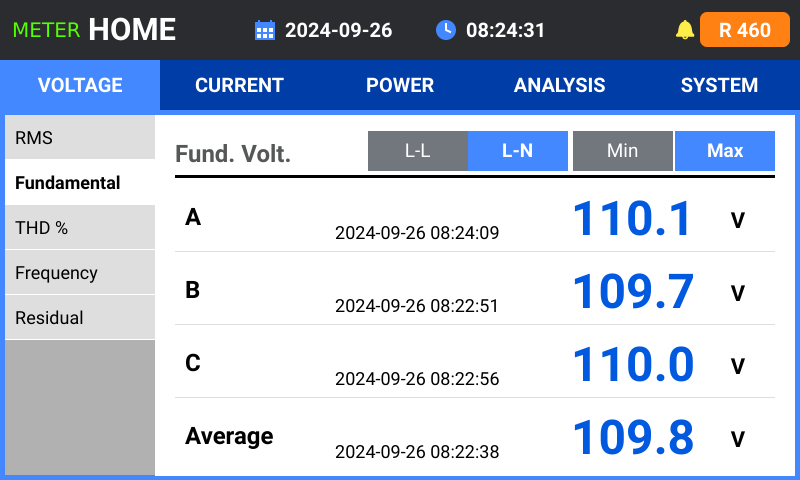 METER HOME 2024-09-26 08:24:31 R 460
VOLTAGE CURRENT POWER ANALYSIS SYSTEM
RMS
Fundamental
THD %
Frequency
Residual
Fund. Volt. L-L L-N Min Max
A 2024-09-26 08:24:09 110.1 V
B 2024-09-26 08:22:51 109.7 V
C 2024-09-26 08:22:56 110.0 V
Average 2024-09-26 08:22:38 109.8 V